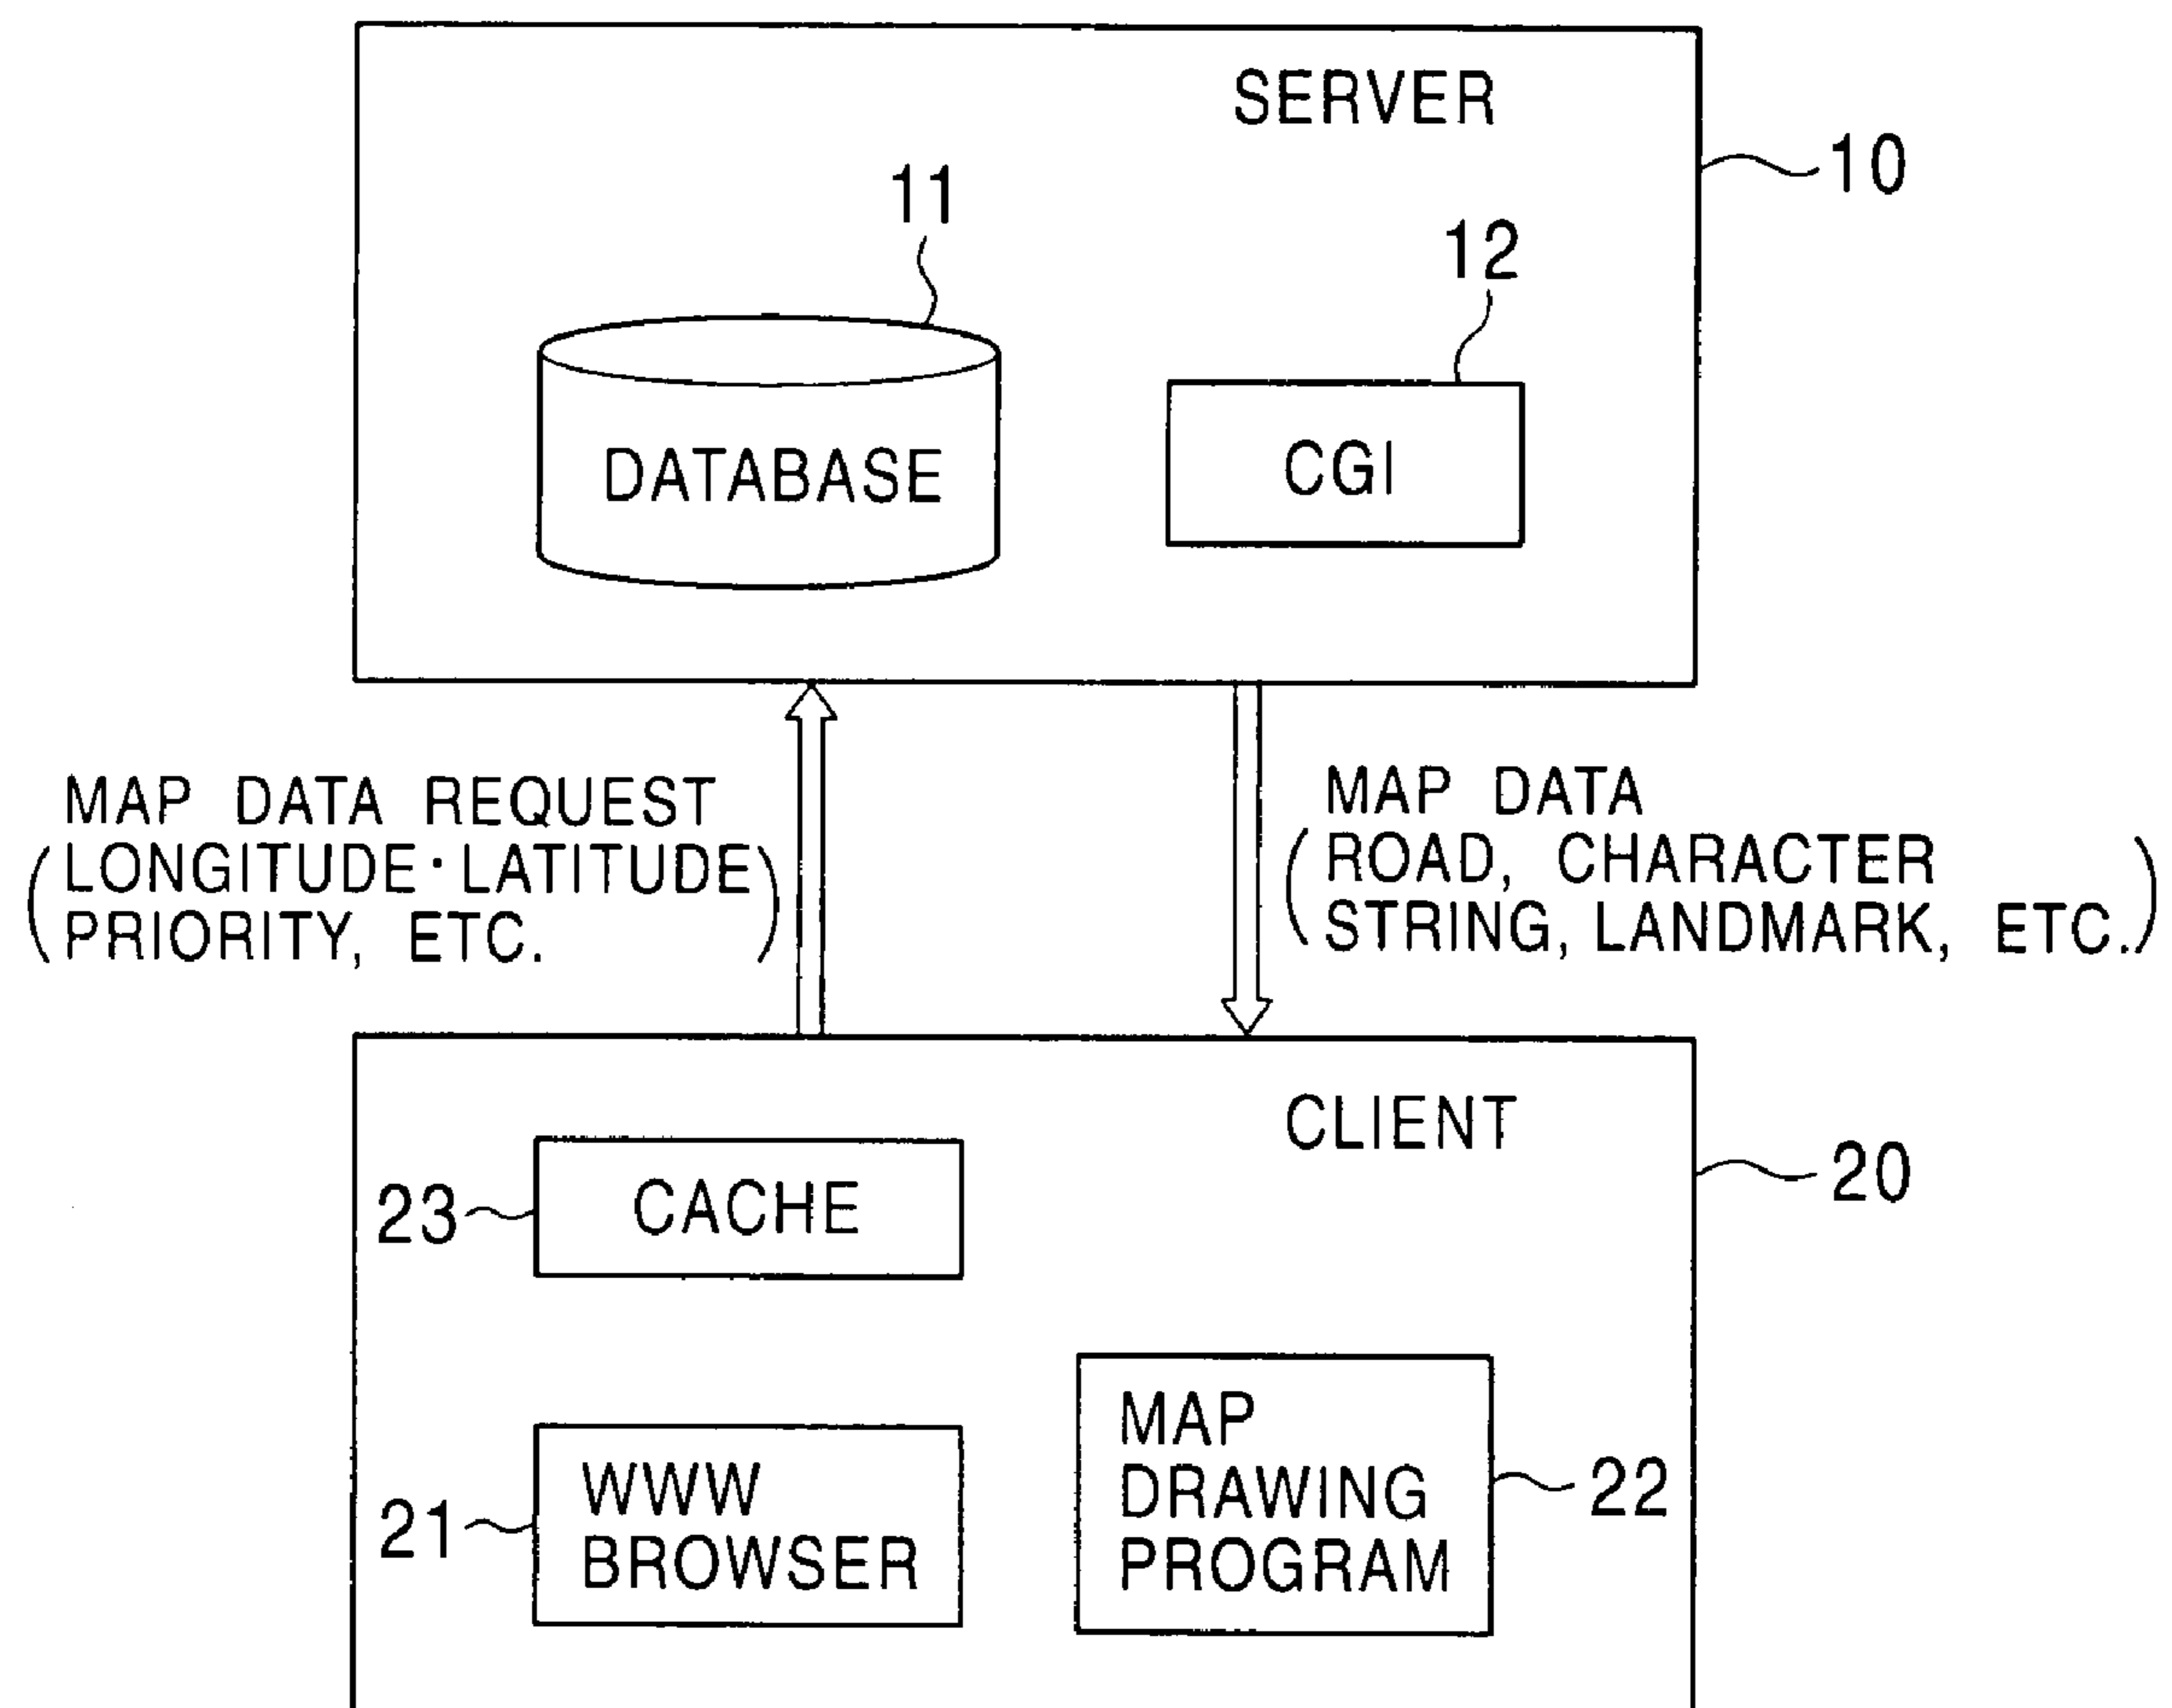 SERVER
10
11
12
DATABASE
CGI
MAP DATA REQUEST
(LONGITUDE·LATITUDE
PRIORITY, ETC.)
MAP DATA
(ROAD, CHARACTER
STRING, LANDMARK, ETC.)
CLIENT
20
23
CACHE
MAP
DRAWING
PROGRAM
22
21
WWW
BROWSER